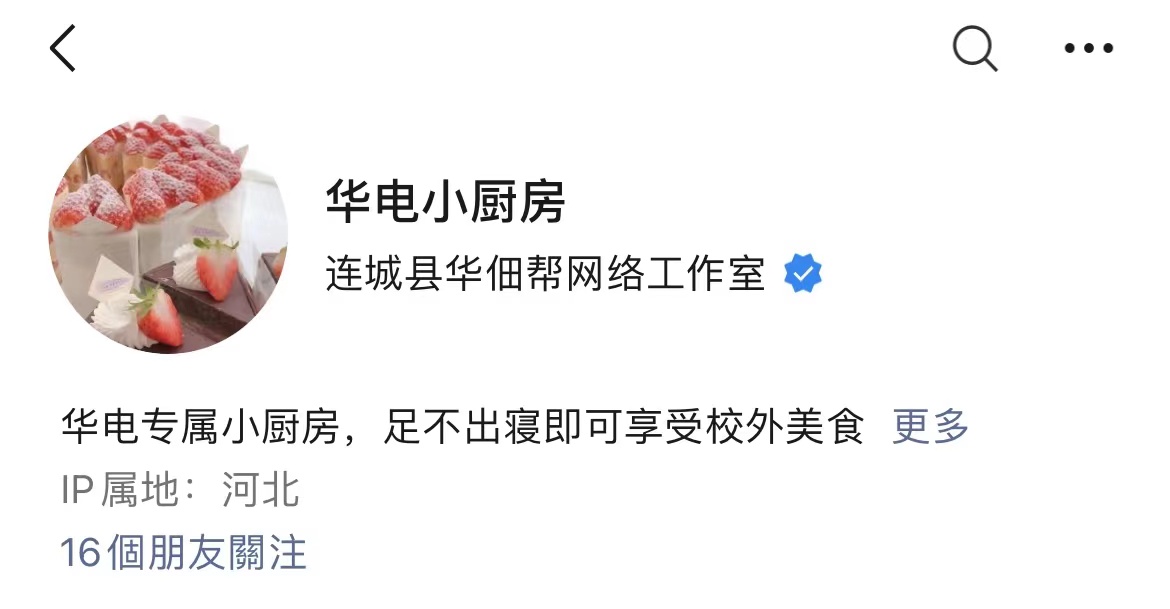 华电小厨房
连城县华佃帮网络工作室
华电专属小厨房，足不出寝即可享受校外美食 更多
IP属地：河北
16個朋友關注